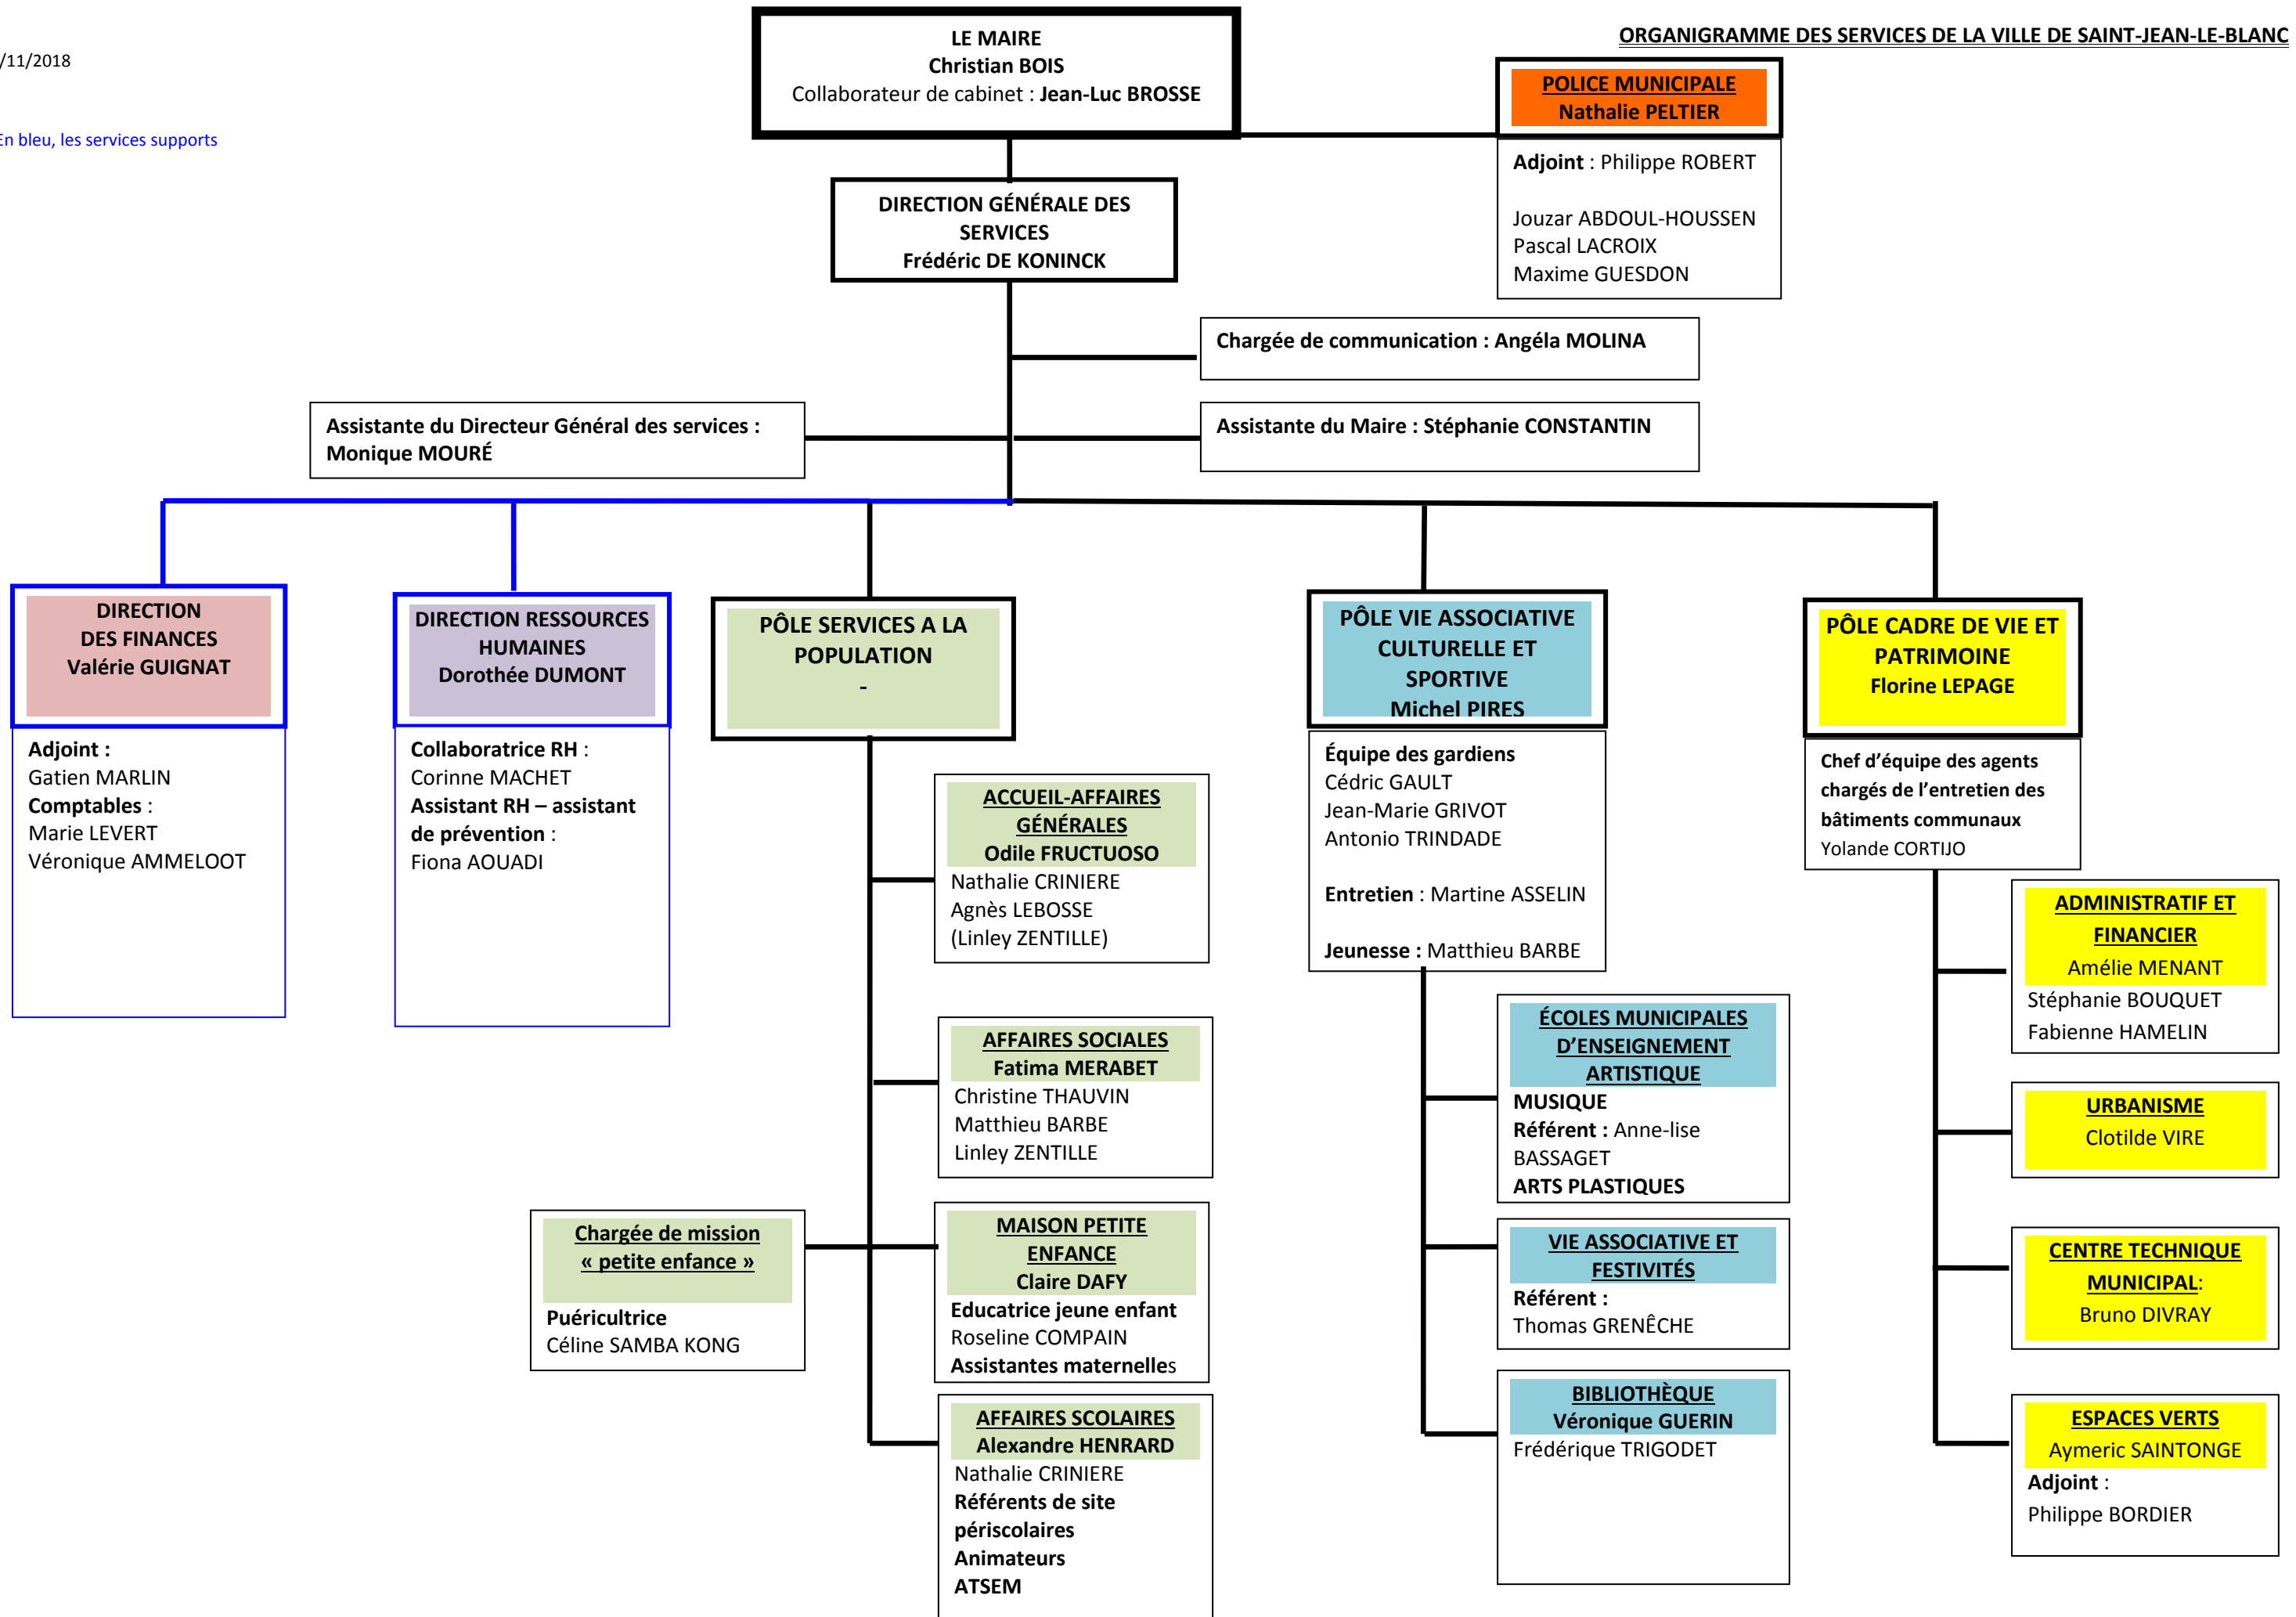 ORGANIGRAMME DES SERVICES DE LA VILLE DE SAINT-JEAN-LE-BLANC
/11/2018
En bleu, les services supports
LE MAIRE
Christian BOIS
Collaborateur de cabinet : Jean-Luc BROSSE
POLICE MUNICIPALE
Nathalie PELTIER
Adjoint : Philippe ROBERT
Jouzar ABDOUL-HOUSSEN
Pascal LACROIX
Maxime GUESDON
DIRECTION GÉNÉRALE DES
SERVICES
Frédéric DE KONINCK
Chargée de communication : Angéla MOLINA
Assistante du Directeur Général des services :
Monique MOURÉ
Assistante du Maire : Stéphanie CONSTANTIN
DIRECTION
DES FINANCES
Valérie GUIGNAT
Adjoint :
Gatien MARLIN
Comptables :
Marie LEVERT
Véronique AMMELOOT
DIRECTION RESSOURCES
HUMAINES
Dorothée DUMONT
Collaboratrice RH :
Corinne MACHET
Assistant RH – assistant
de prévention :
Fiona AOUADI
PÔLE SERVICES A LA
POPULATION
-
ACCUEIL-AFFAIRES
GÉNÉRALES
Odile FRUCTUOSO
Nathalie CRINIERE
Agnès LEBOSSE
(Linley ZENTILLE)
AFFAIRES SOCIALES
Fatima MERABET
Christine THAUVIN
Matthieu BARBE
Linley ZENTILLE
Chargée de mission
« petite enfance »
Puéricultrice
Céline SAMBA KONG
MAISON PETITE
ENFANCE
Claire DAFY
Educatrice jeune enfant
Roseline COMPAIN
Assistantes maternelles
AFFAIRES SCOLAIRES
Alexandre HENRARD
Nathalie CRINIERE
Référents de site
périscolaires
Animateurs
ATSEM
PÔLE VIE ASSOCIATIVE
CULTURELLE ET
SPORTIVE
Michel PIRES
Équipe des gardiens
Cédric GAULT
Jean-Marie GRIVOT
Antonio TRINDADE
Entretien : Martine ASSELIN
Jeunesse : Matthieu BARBE
ÉCOLES MUNICIPALES
D’ENSEIGNEMENT
ARTISTIQUE
MUSIQUE
Référent : Anne-lise
BASSAGET
ARTS PLASTIQUES
VIE ASSOCIATIVE ET
FESTIVITÉS
Référent :
Thomas GRENÊCHE
BIBLIOTHÈQUE
Véronique GUERIN
Frédérique TRIGODET
PÔLE CADRE DE VIE ET
PATRIMOINE
Florine LEPAGE
Chef d’équipe des agents
chargés de l’entretien des
bâtiments communaux
Yolande CORTIJO
ADMINISTRATIF ET
FINANCIER
Amélie MENANT
Stéphanie BOUQUET
Fabienne HAMELIN
URBANISME
Clotilde VIRE
CENTRE TECHNIQUE
MUNICIPAL:
Bruno DIVRAY
ESPACES VERTS
Aymeric SAINTONGE
Adjoint :
Philippe BORDIER